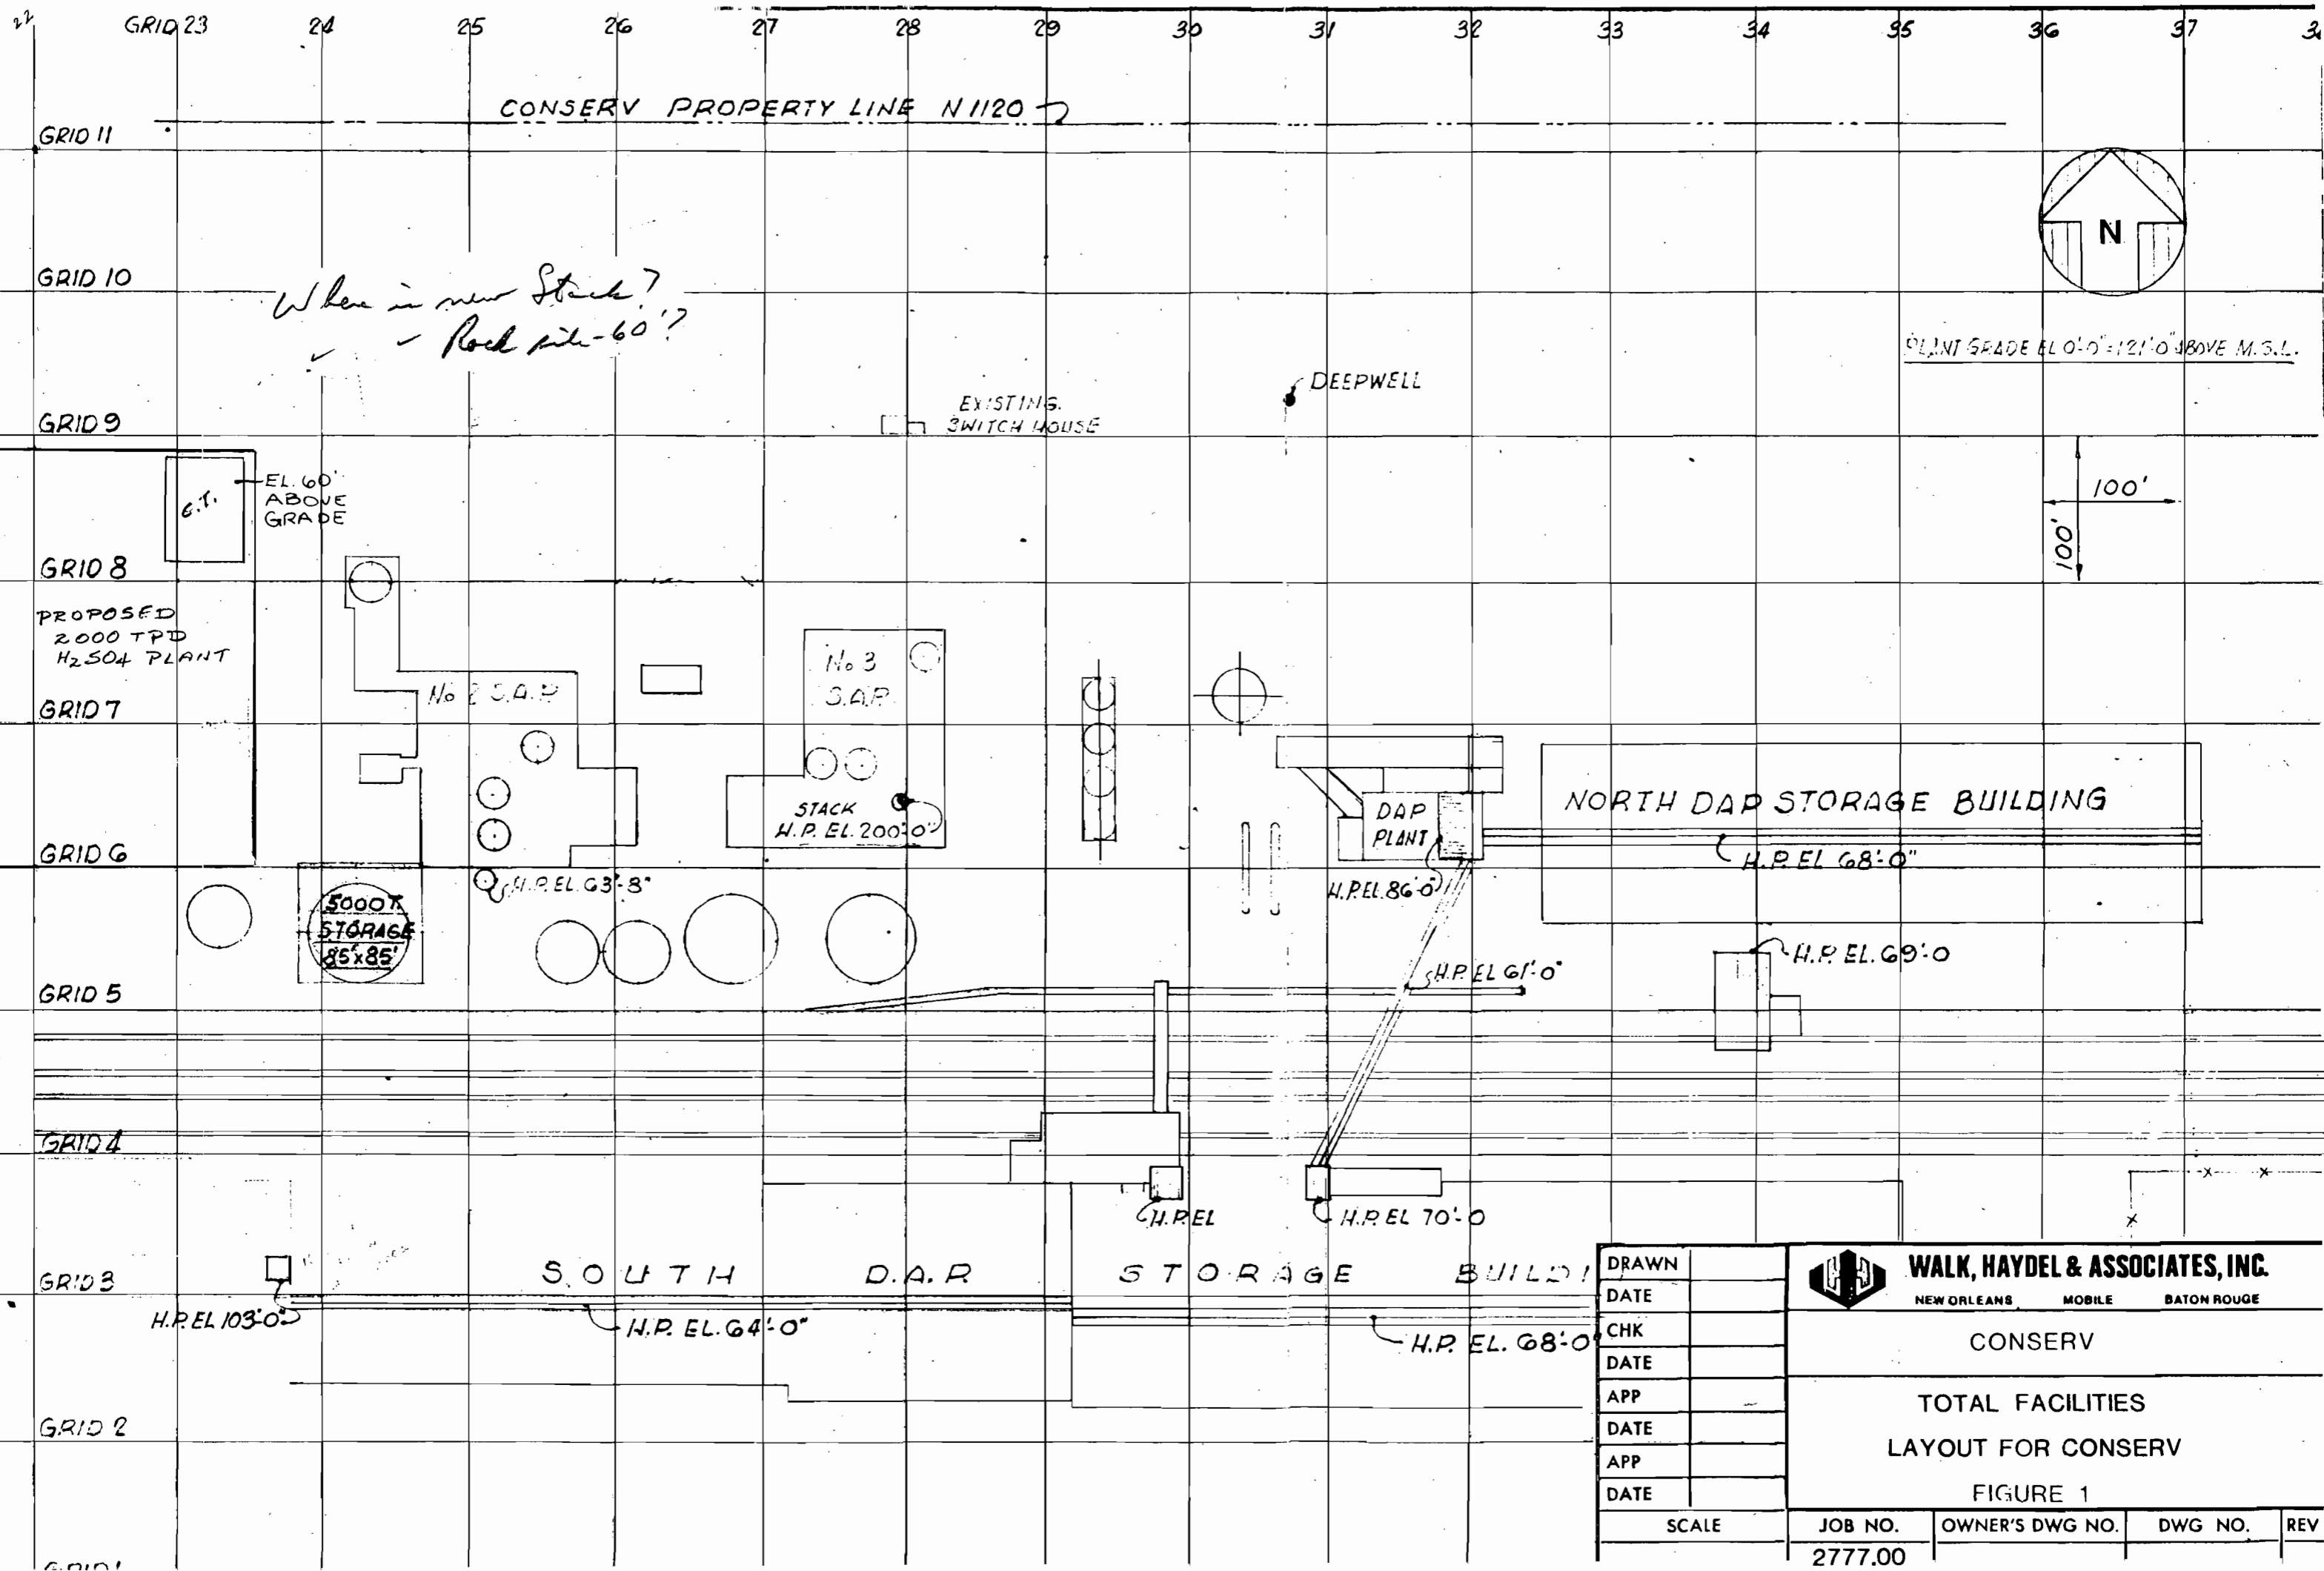 22
GRID 23
24
25
26
27
28
29
30
31
32
33
34
35
36
37
CONSERV PROPERTY LINE N 1120
GRID 11
N
GRID 10
Where is new Stack?
Rock pile-60'?
PLANT GRADE EL 0'-0"=121'-0 ABOVE M.S.L.
DEEPWELL
EXISTING.
SWITCH HOUSE
GRID 9
EL. 60'
ABOVE
GRADE
100'
100'
GRID 8
PROPOSED
2000 TPD
H2SO4 PLANT
No 2 S.A.P
No 3
S.A.P.
GRID 7
STACK
H.P. EL. 200'-0"
DAP
PLANT
NORTH DAP STORAGE BUILDING
GRID 6
H.P. EL 68'-0"
H.P. EL. 63'-8"
H.P. EL. 86'-0"
5000T
STORAGE
85'x85'
H.P. EL. 69'-0
H.P. EL 61'-0"
GRID 5
GRID 4
H.P. EL
H.P. EL 70'-0
SOUTH D.A.P. STORAGE BUILDI
GRID 3
H.P. EL 103'-0"
H.P. EL. 64'-0"
H.P. EL. 68'-0
GRID 2
GRID 1
DRAWN
DATE
CHK
DATE
APP
DATE
APP
DATE
SCALE
WALK, HAYDEL & ASSOCIATES, INC.
NEW ORLEANS MOBILE BATON ROUGE
CONSERV
TOTAL FACILITIES
LAYOUT FOR CONSERV
FIGURE 1
JOB NO. OWNER'S DWG NO. DWG NO. REV
2777.00